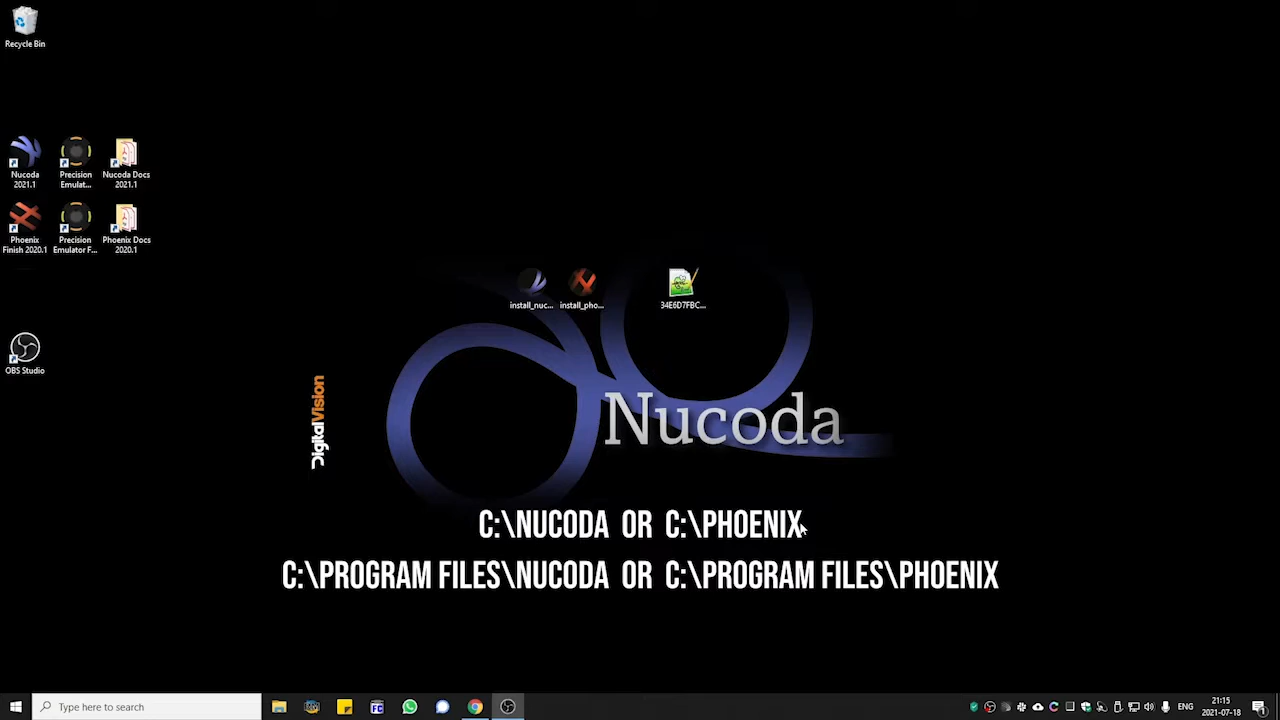 Recycle Bin
Nucoda
2021.1
Precision
Emulat...
Nucoda Docs
2021.1
Phoenix
Finish 2020.1
Precision
Emulator F...
Phoenix Docs
2020.1
install_nuc...
install_pho...
34E6D7FBC...
OBS Studio
DigitalVision
Nucoda
C:\NUCODA OR C:\PHOENIX
C:\PROGRAM FILES\NUCODA OR C:\PROGRAM FILES\PHOENIX
Type here to search
ENG
21:15
2021-07-18